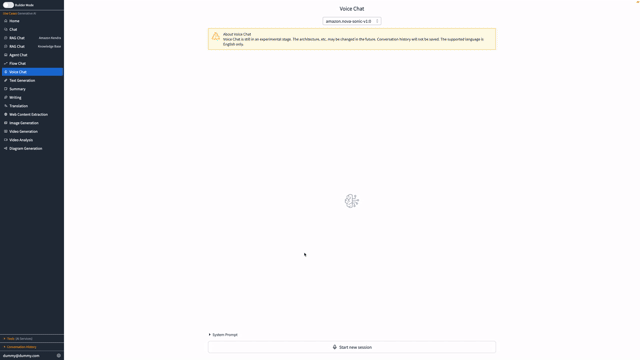 Builder Mode
Home
Chat
RAG Chat Amazon Kendra
RAG Chat Knowledge Base
Agent Chat
Flow Chat
Voice Chat
Text Generation
Summary
Writing
Translation
Web Content Extraction
Image Generation
Video Generation
Video Analysis
Diagram Generation
Conversation History
dummy@dummy.com
Voice Chat
amazon.nova-sonic-v1:0
About Voice Chat
Voice Chat is still in an experimental stage. The architecture, etc. may be changed in the future. Conversation history will not be saved. The supported language is
English only.
System Prompt
Start new session